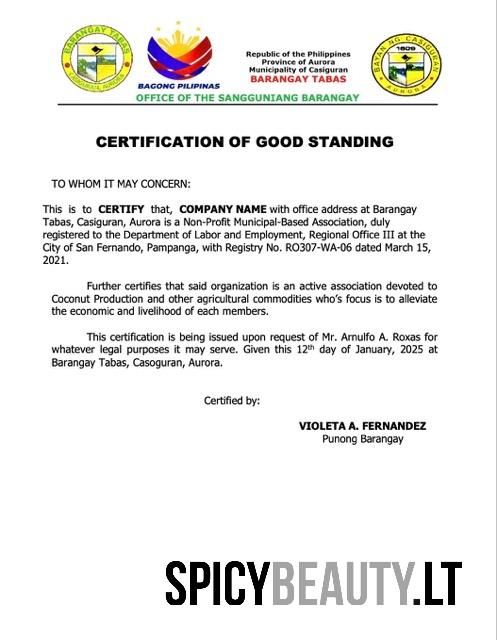 BARANGAY TABAS
CASIGURAN, AURORA
BAGONG PILIPINAS
Republic of the Philippines
Province of Aurora
Municipality of Casiguran
BARANGAY TABAS
BAYAN NG CASIGURAN
1609
AURORA
OFFICE OF THE SANGGUNIANG BARANGAY
CERTIFICATION OF GOOD STANDING
TO WHOM IT MAY CONCERN:
This is to CERTIFY that, COMPANY NAME with office address at Barangay
Tabas, Casiguran, Aurora is a Non-Profit Municipal-Based Association, duly
registered to the Department of Labor and Employment, Regional Office III at the
City of San Fernando, Pampanga, with Registry No. RO307-WA-06 dated March 15,
2021.
Further certifies that said organization is an active association devoted to
Coconut Production and other agricultural commodities who's focus is to alleviate
the economic and livelihood of each members.
This certification is being issued upon request of Mr. Arnulfo A. Roxas for
whatever legal purposes it may serve. Given this 12th day of January, 2025 at
Barangay Tabas, Casoguran, Aurora.
Certified by:
VIOLETA A. FERNANDEZ
Punong Barangay
SPICYBEAUTY.LT